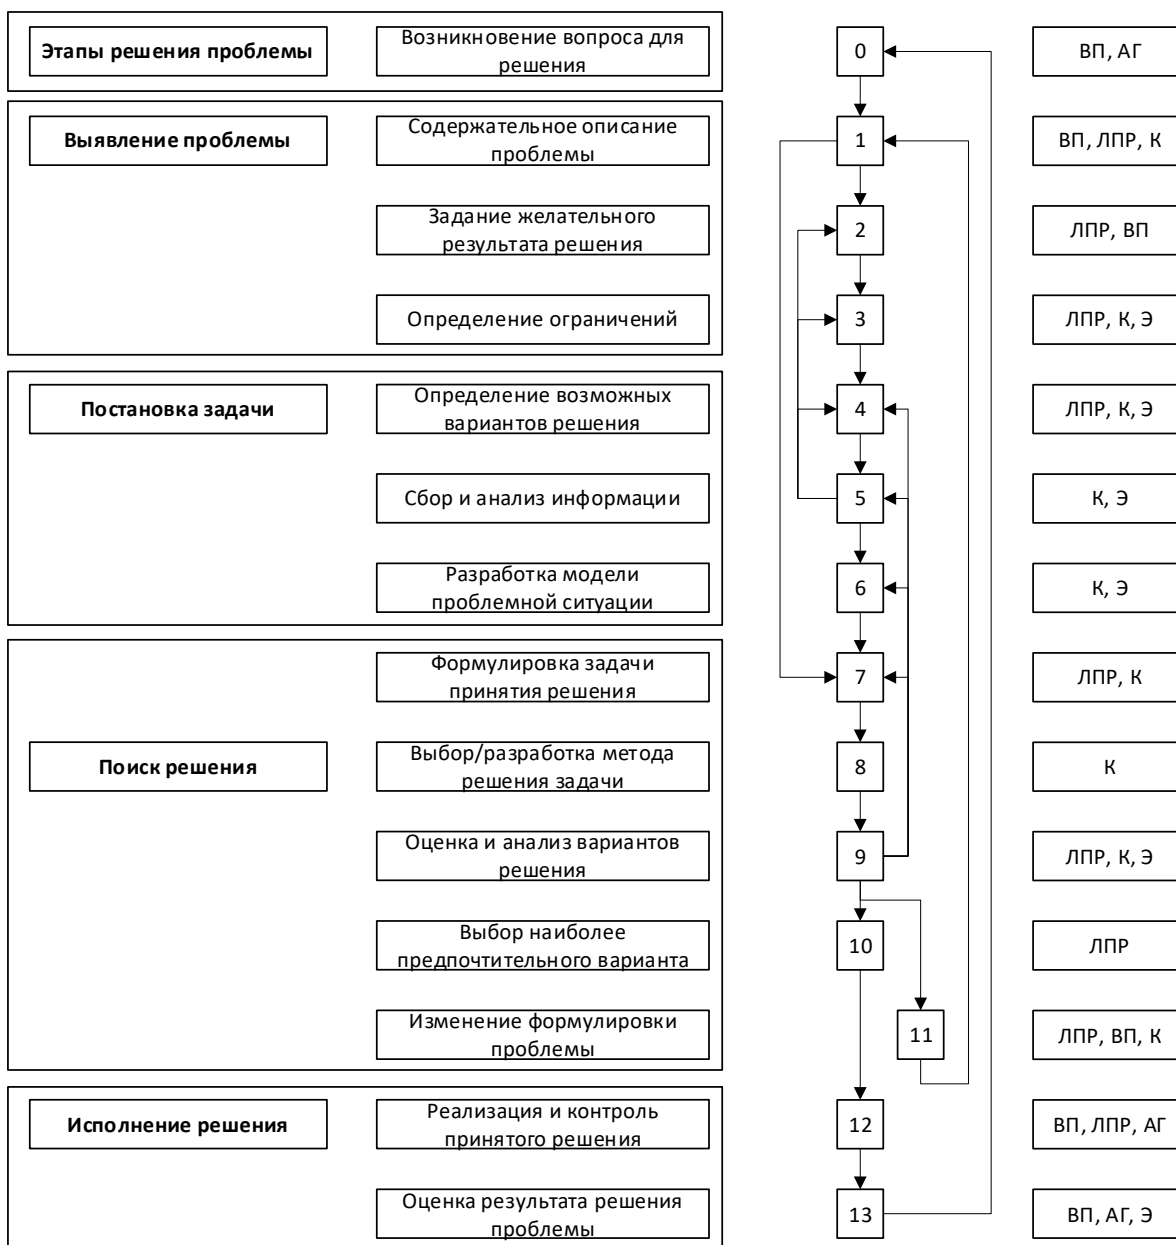 Этапы решения проблемы
Возникновение вопроса для
решения
0
ВП, АГ
Выявление проблемы
Содержательное описание
проблемы
1
ВП, ЛПР, К
Задание желательного
результата решения
2
ЛПР, ВП
Определение ограничений
3
ЛПР, К, Э
Постановка задачи
Определение возможных
вариантов решения
4
ЛПР, К, Э
Сбор и анализ информации
5
К, Э
Разработка модели
проблемной ситуации
6
К, Э
Формулировка задачи
принятия решения
7
ЛПР, К
Поиск решения
Выбор/разработка метода
решения задачи
8
К
Оценка и анализ вариантов
решения
9
ЛПР, К, Э
Выбор наиболее
предпочтительного варианта
10
ЛПР
Изменение формулировки
проблемы
11
ЛПР, ВП, К
Исполнение решения
Реализация и контроль
принятого решения
12
ВП, ЛПР, АГ
Оценка результата решения
проблемы
13
ВП, АГ, Э